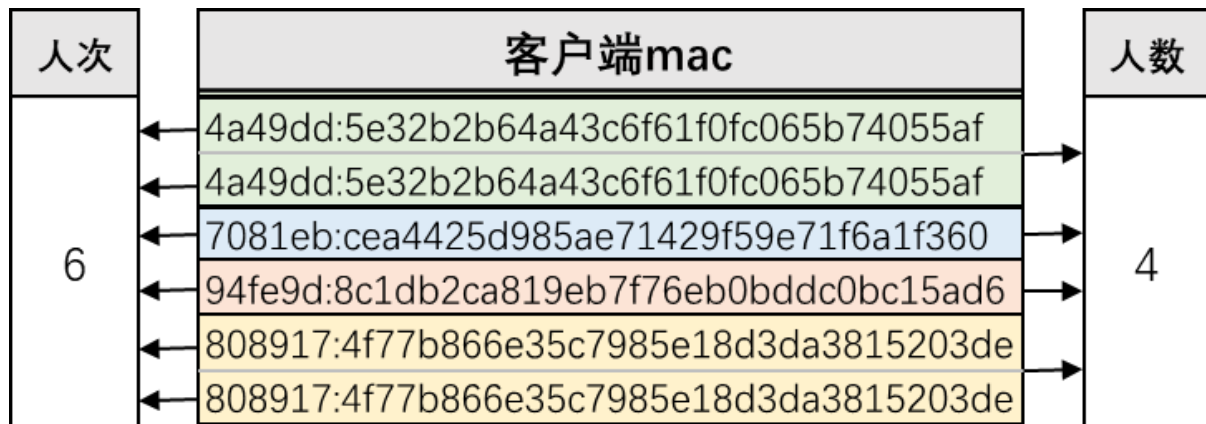 人次 客户端mac 人数
4a49dd:5e32b2b64a43c6f61f0fc065b74055af
4a49dd:5e32b2b64a43c6f61f0fc065b74055af
7081eb:cea4425d985ae71429f59e71f6a1f360
6
4
94fe9d:8c1db2ca819eb7f76eb0bddc0bc15ad6
808917:4f77b866e35c7985e18d3da3815203de
808917:4f77b866e35c7985e18d3da3815203de